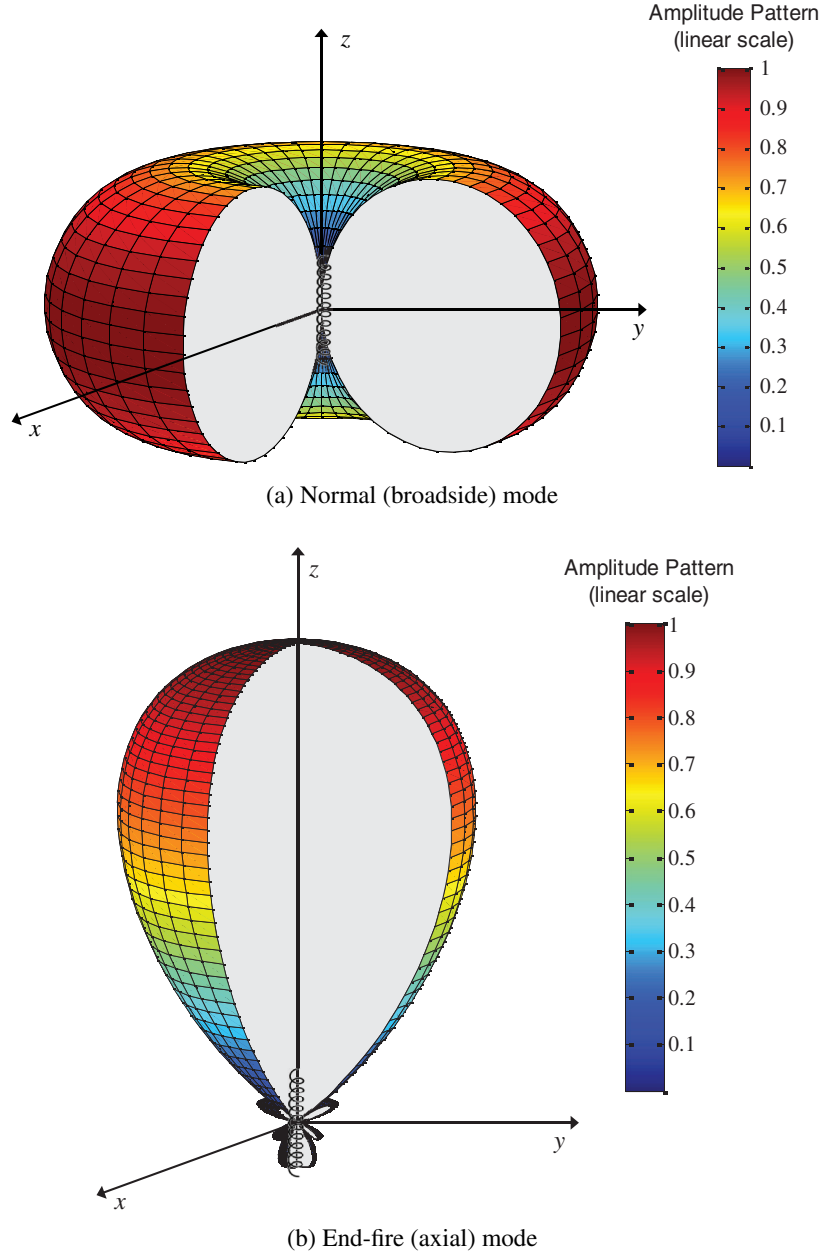 Amplitude Pattern
(linear scale)
z
1
0.9
0.8
0.7
0.6
0.5
0.4
0.3
0.2
0.1
y
x
(a) Normal (broadside) mode
Amplitude Pattern
(linear scale)
z
1
0.9
0.8
0.7
0.6
0.5
0.4
0.3
0.2
0.1
y
x
(b) End-fire (axial) mode